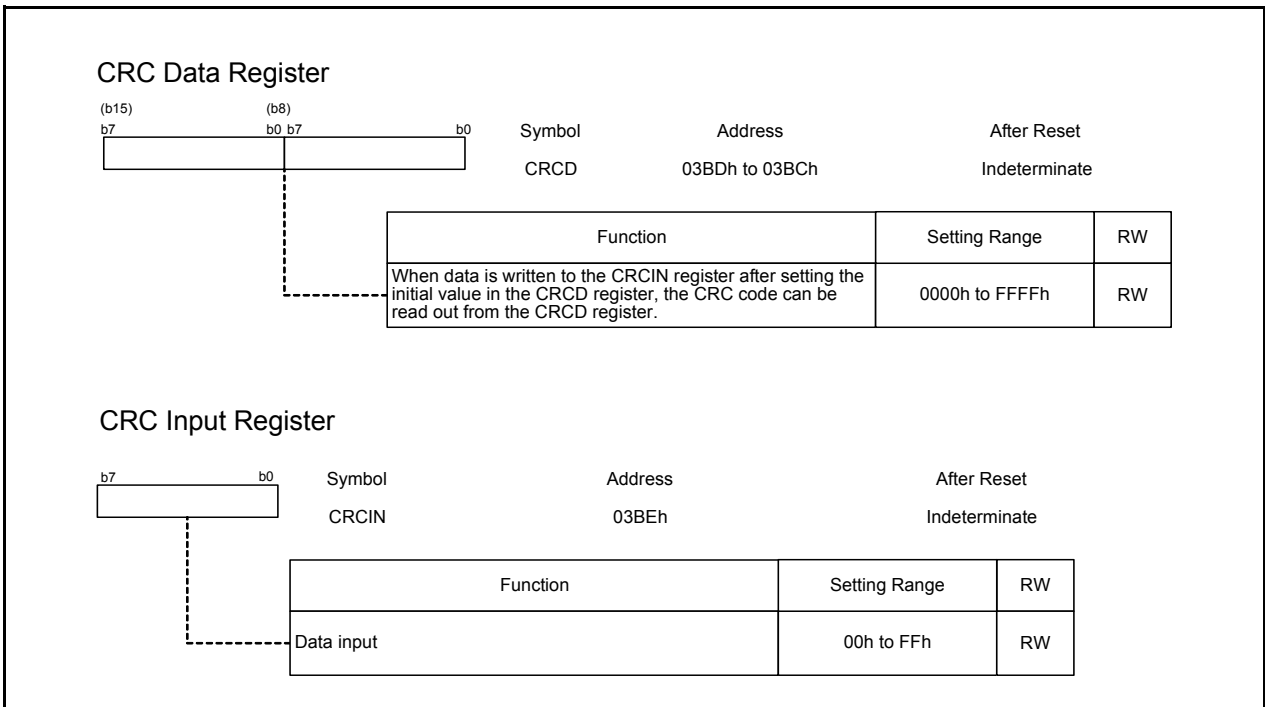 CRC Data Register
(b15) (b8)
b7 b0 b7 b0 Symbol Address After Reset
CRCD 03BDh to 03BCh Indeterminate
Function Setting Range RW
When data is written to the CRCIN register after setting the
initial value in the CRCD register, the CRC code can be
read out from the CRCD register.
0000h to FFFFh RW
CRC Input Register
b7 b0 Symbol Address After Reset
CRCIN 03BEh Indeterminate
Function Setting Range RW
Data input 00h to FFh RW